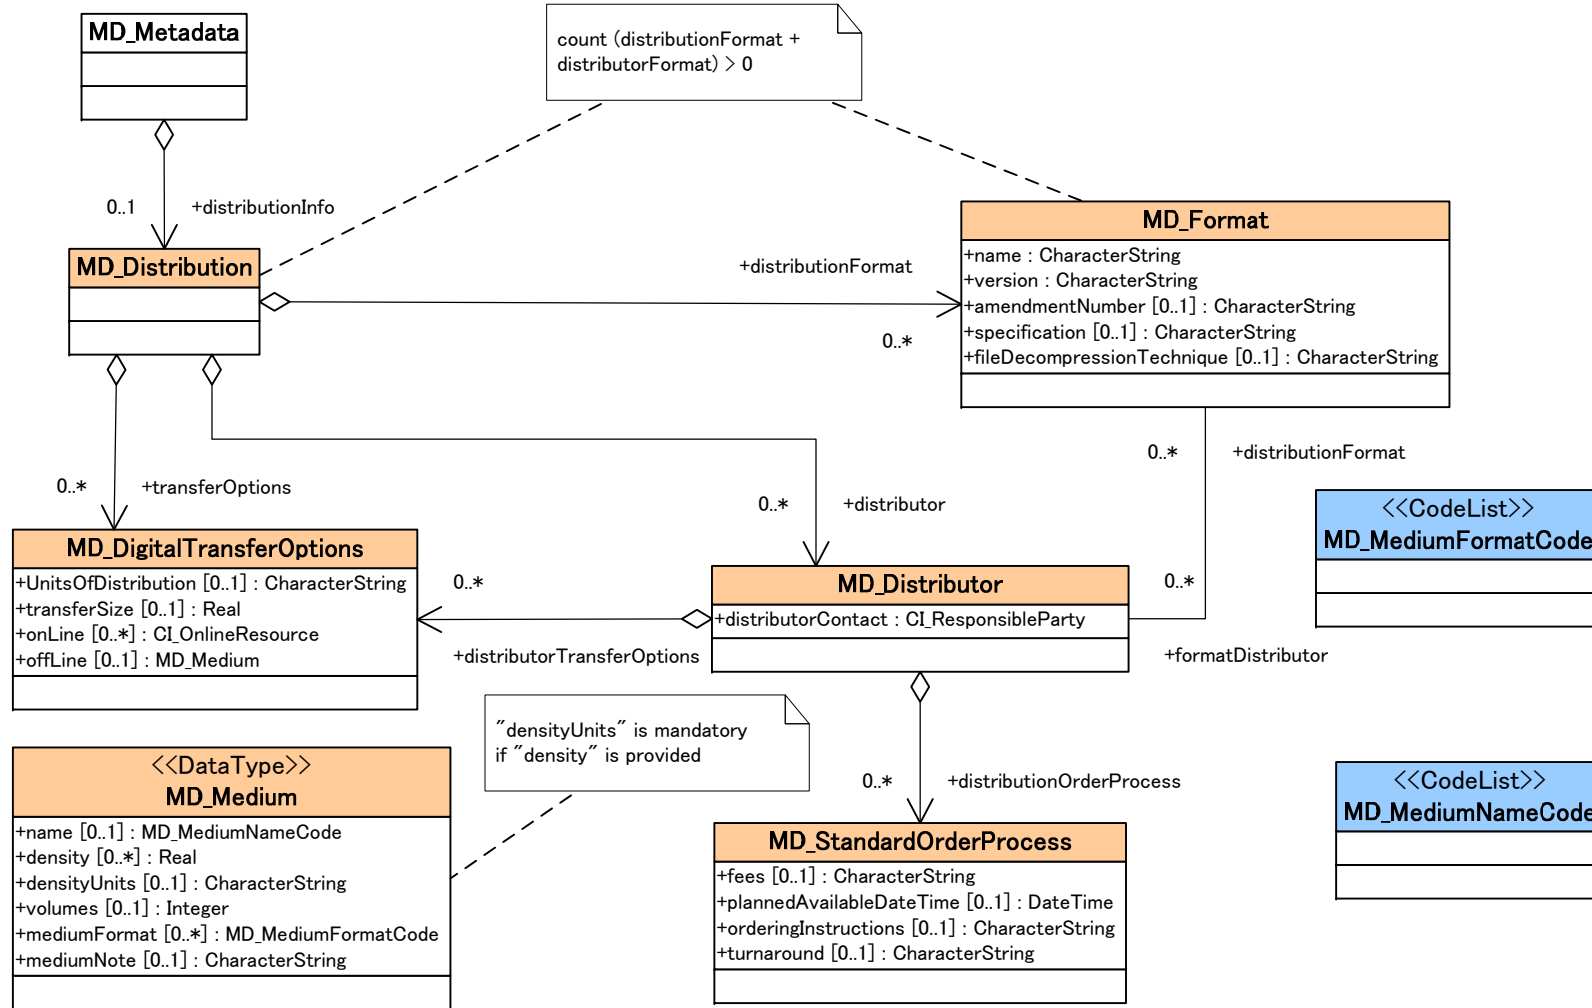 MD_Metadata
count (distributionFormat +
distributorFormat) > 0
0..1
+distributionInfo
MD_Distribution
+distributionFormat
0..*
MD_Format
+name : CharacterString
+version : CharacterString
+amendmentNumber [0..1] : CharacterString
+specification [0..1] : CharacterString
+fileDecompressionTechnique [0..1] : CharacterString
0..*
+distributionFormat
0..*
+transferOptions
0..*
+distributor
<<CodeList>>
MD_MediumFormatCode
MD_DigitalTransferOptions
+UnitsOfDistribution [0..1] : CharacterString
+transferSize [0..1] : Real
+onLine [0..*] : CI_OnlineResource
+offLine [0..1] : MD_Medium
0..*
+distributorTransferOptions
MD_Distributor
+distributorContact : CI_ResponsibleParty
0..*
+formatDistributor
"densityUnits" is mandatory
if "density" is provided
0..*
+distributionOrderProcess
<<DataType>>
MD_Medium
+name [0..1] : MD_MediumNameCode
+density [0..*] : Real
+densityUnits [0..1] : CharacterString
+volumes [0..1] : Integer
+mediumFormat [0..*] : MD_MediumFormatCode
+mediumNote [0..1] : CharacterString
MD_StandardOrderProcess
+fees [0..1] : CharacterString
+plannedAvailableDateTime [0..1] : DateTime
+orderingInstructions [0..1] : CharacterString
+turnaround [0..1] : CharacterString
<<CodeList>>
MD_MediumNameCode